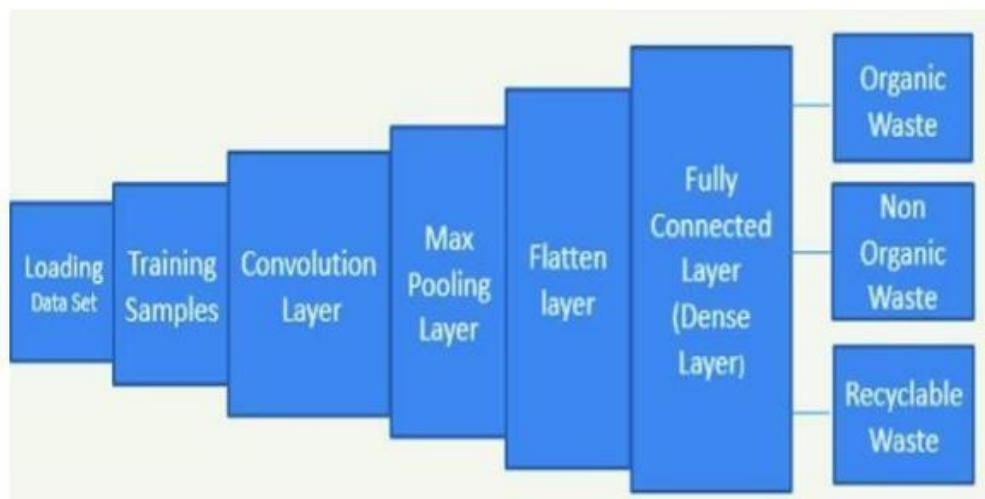 Loading
Data Set
Training
Samples
Convolution
Layer
Max
Pooling
Layer
Flatten
layer
Fully
Connected
Layer
(Dense
Layer)
Organic
Waste
Non
Organic
Waste
Recyclable
Waste